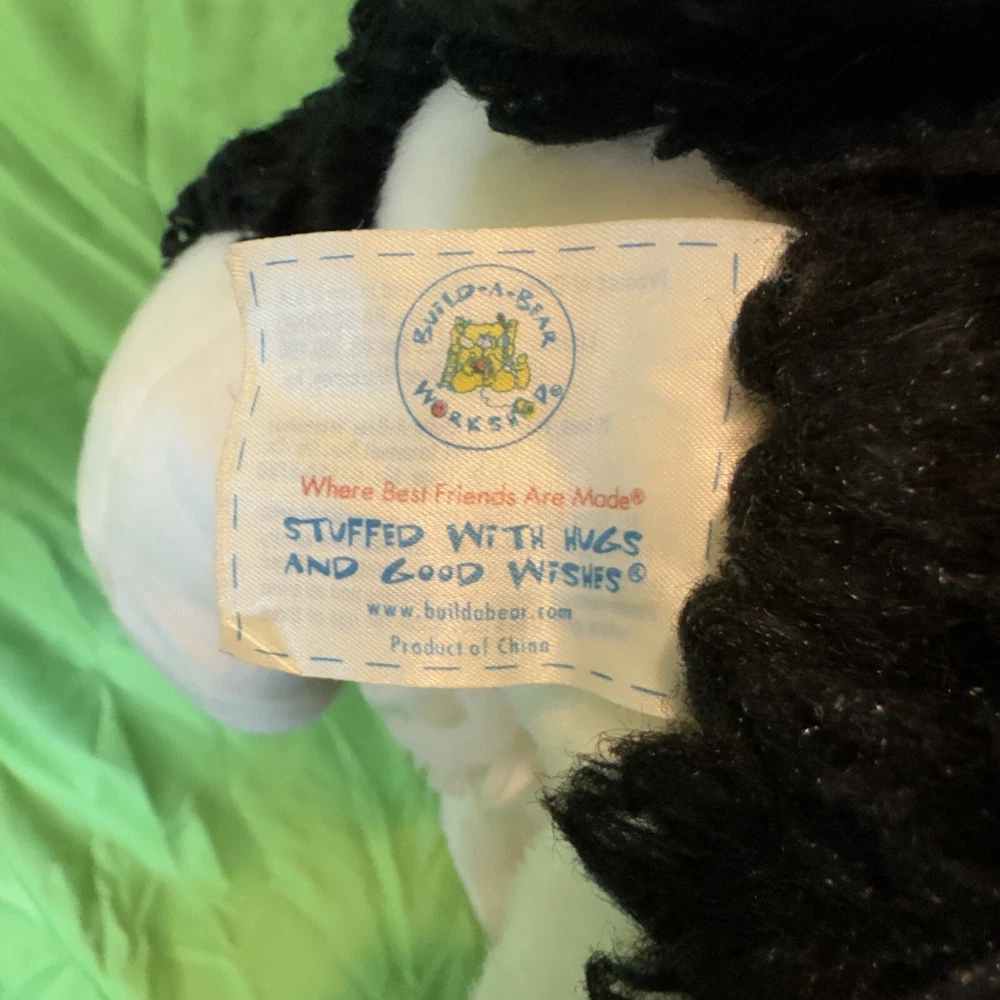 BUILD-A-BEAR
WORKSHOP®
Where Best Friends Are Made®
STUFFED WITH HUGS
AND GOOD WISHES®
www.buildabear.com
Product of China